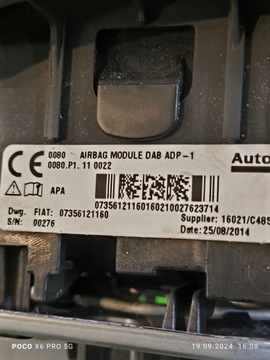 0080 AIRBAG MODULE DAB ADP-1
0080.P1. 11 0022
Auto
APA
07356121160160210027623714
Dwg. FIAT: 07356121160
Supplier: 16021/C485
S/N: 00276
Date: 25/08/2014
POCO X6 PRO 5G
19.09.2024 16:08